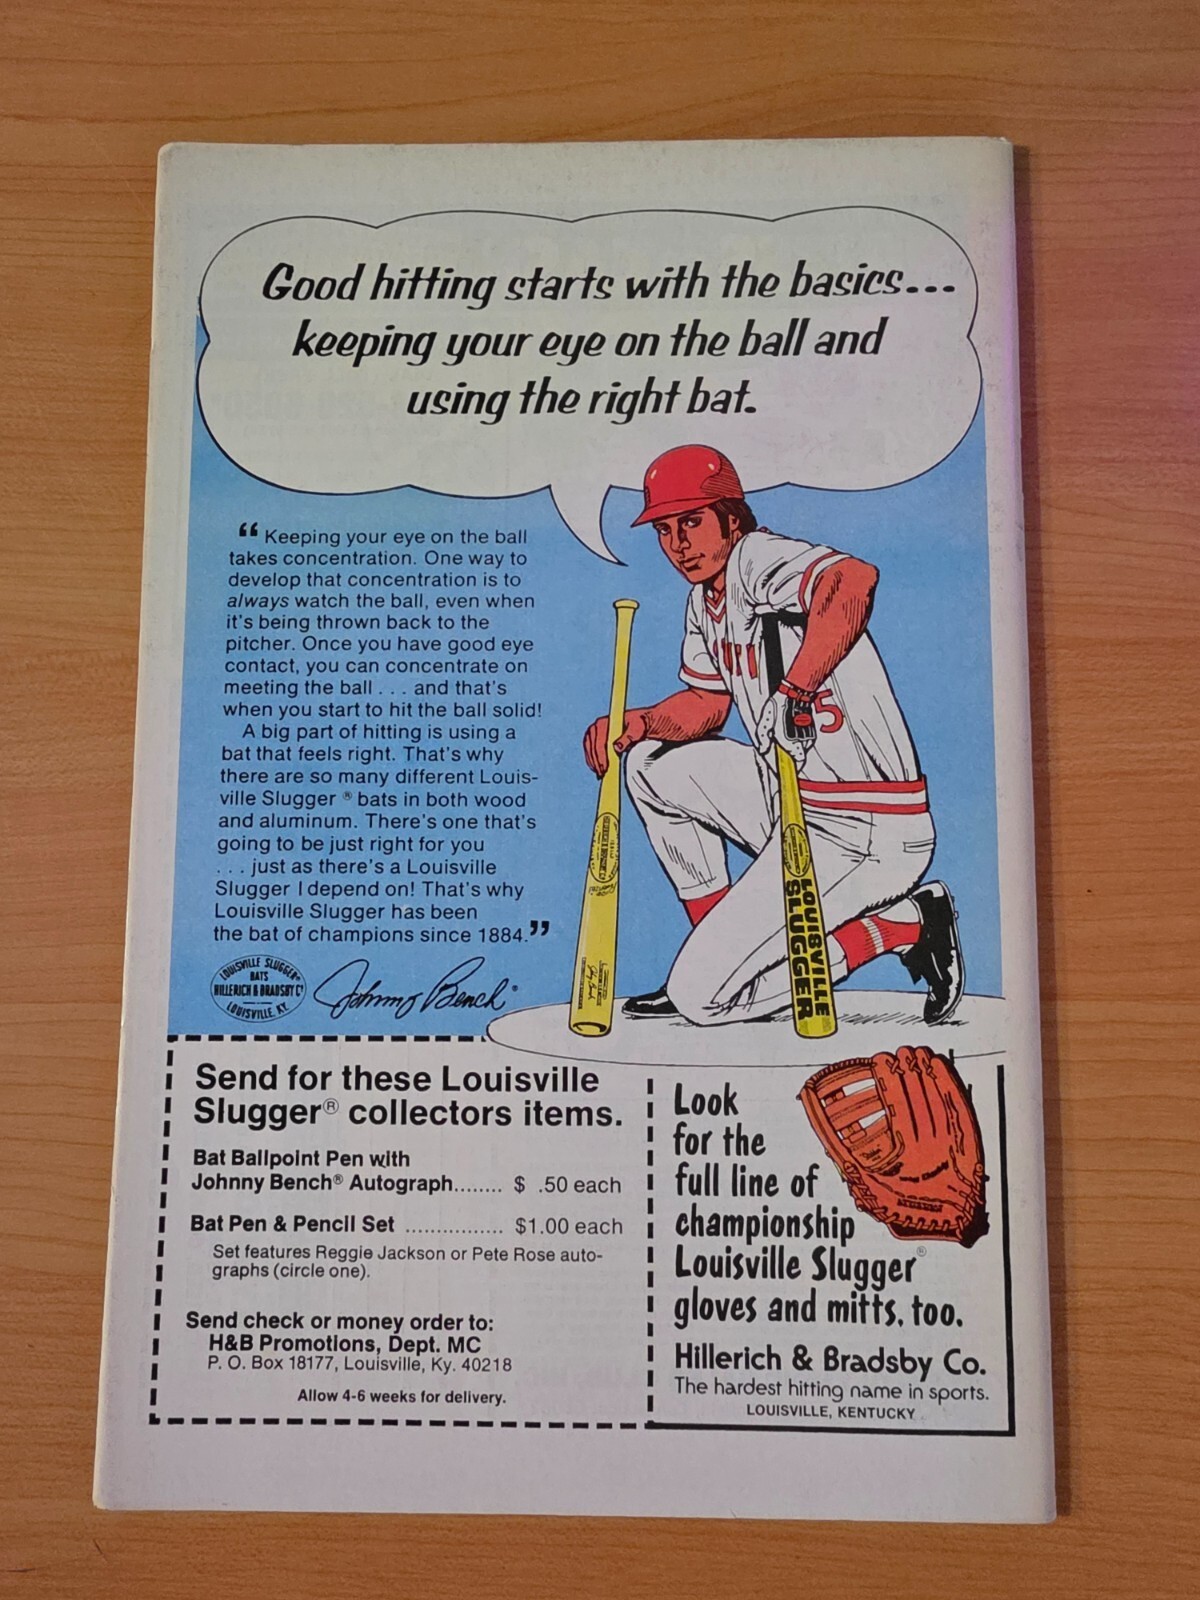 Good hitting starts with the basics...
keeping your eye on the ball and
using the right bat.
“ Keeping your eye on the ball
takes concentration. One way to
develop that concentration is to
always watch the ball, even when
it's being thrown back to the
pitcher. Once you have good eye
contact, you can concentrate on
meeting the ball . . . and that's
when you start to hit the ball solid!
A big part of hitting is using a
bat that feels right. That's why
there are so many different Louis-
ville Slugger ® bats in both wood
and aluminum. There's one that's
going to be just right for you
. . . just as there's a Louisville
Slugger I depend on! That's why
Louisville Slugger has been
the bat of champions since 1884.”
5
LOUISVILLE
SLUGGER
LOUISVILLE SLUGGER®
BATS
HILLERICH & BRADSBY Co
LOUISVILLE, KY.
Johnny Bench®
Send for these Louisville
Slugger® collectors items.
Bat Ballpoint Pen with
Johnny Bench® Autograph........ $ .50 each
Bat Pen & Pencil Set ................ $1.00 each
Set features Reggie Jackson or Pete Rose auto-
graphs (circle one).
Send check or money order to:
H&B Promotions, Dept. MC
P. O. Box 18177, Louisville, Ky. 40218
Allow 4-6 weeks for delivery.
Look
for the
full line of
championship
Louisville Slugger®
gloves and mitts, too.
Hillerich & Bradsby Co.
The hardest hitting name in sports.
LOUISVILLE, KENTUCKY